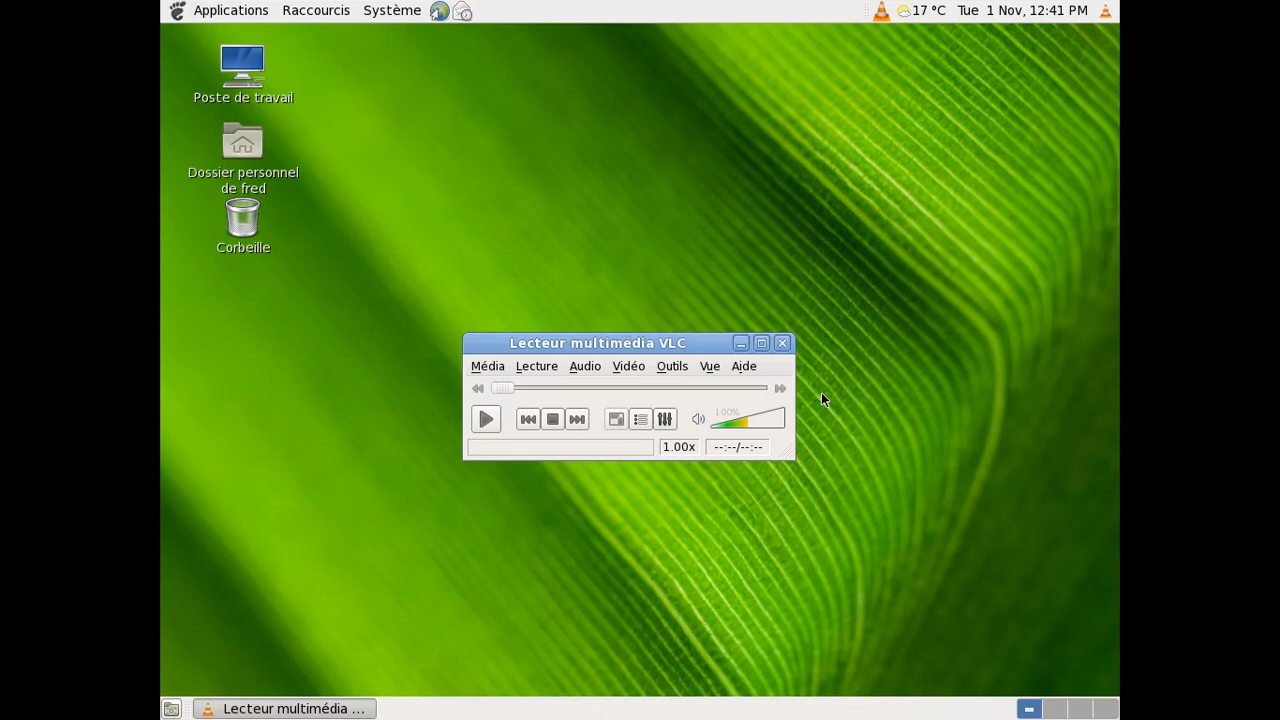 Applications Raccourcis Système 17 °C Tue 1 Nov, 12:41 PM
Poste de travail
Dossier personnel
de fred
Corbeille
Lecteur multimédia VLC
Média Lecture Audio Vidéo Outils Vue Aide
100%
1.00x --:--/--:--
Lecteur multimédia ...